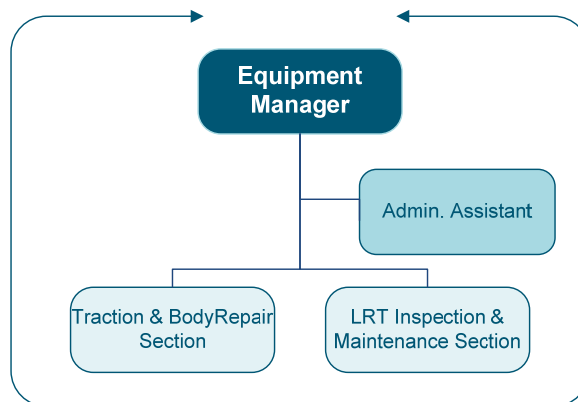 Equipment
Manager
Admin. Assistant
Traction & BodyRepair
Section
LRT Inspection &
Maintenance Section